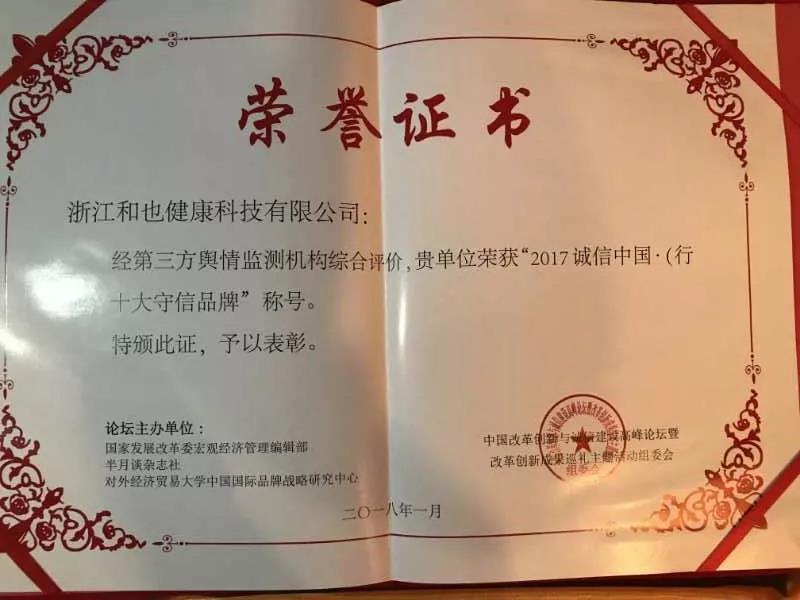 荣誉证书
浙江和也健康科技有限公司：
经第三方舆情监测机构综合评价，贵单位荣获“2017诚信中国·（行
十大守信品牌”称号。
特颁此证，予以表彰。
论坛主办单位：
国家发展改革委宏观经济管理编辑部
半月谈杂志社
对外经济贸易大学中国国际品牌战略研究中心
中国改革创新与诚信建设高峰论坛暨
改革创新成果巡礼主题活动组委会
组委会
二〇一八年一月